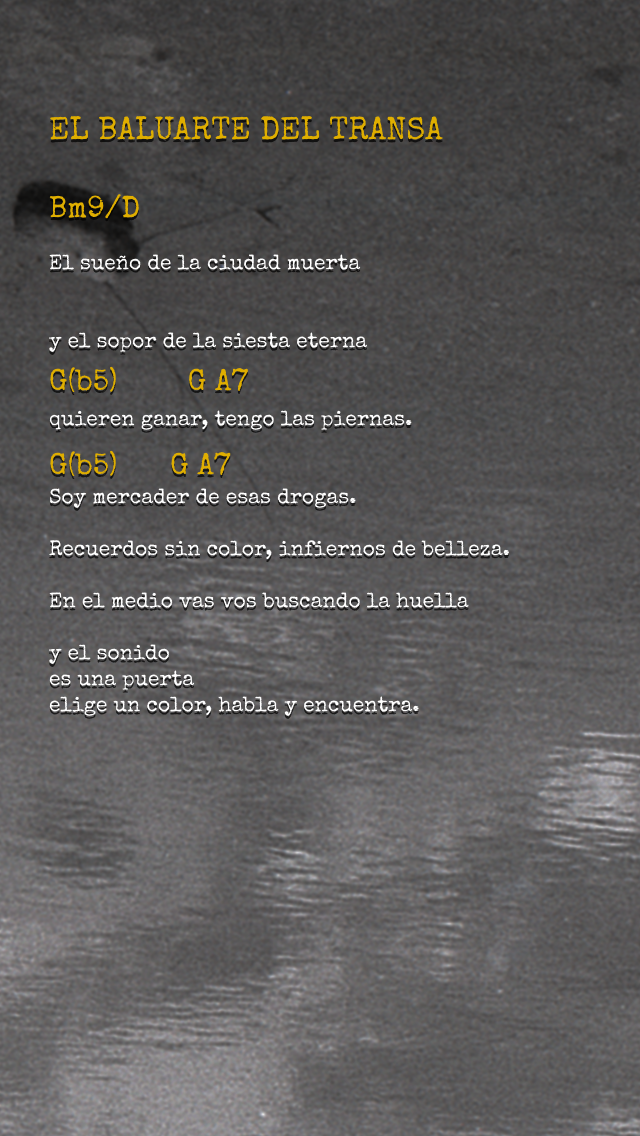 EL BALUARTE DEL TRANSA
Bm9/D
El sueño de la ciudad muerta
y el sopor de la siesta eterna
G(b5) G A7
quieren ganar, tengo las piernas.
G(b5) G A7
Soy mercader de esas drogas.
Recuerdos sin color, infiernos de belleza.
En el medio vas vos buscando la huella
y el sonido
es una puerta
elige un color, habla y encuentra.